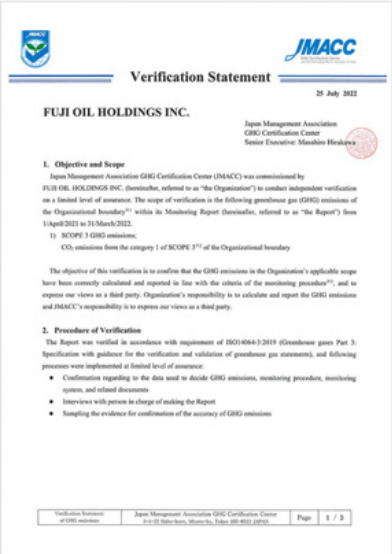 JMACC
JMACC
Verification Statement
25 July 2022
FUJI OIL HOLDINGS INC.
Japan Management Association
GHG Certification Center
Senior Executive: Masahiro Hirakawa
1. Objective and Scope
Japan Management Association GHG Certification Center (JMACC) was commissioned by
FUJI OIL HOLDINGS INC. (hereinafter, referred to as "the Organization") to conduct independent verification
on a limited level of assurance. The scope of verification is the following greenhouse gas (GHG) emissions of
the Organizational boundary within its Monitoring Report (hereinafter, referred to as "the Report") from
1/April/2021 to 31/March/2022.
1) SCOPE 3 GHG emissions;
CO₂ emissions from the category 1 of SCOPE 3 of the Organizational boundary
The objective of this verification is to confirm that the GHG emissions in the Organization's applicable scope
have been correctly calculated and reported in line with the criteria of the monitoring procedure, and to
express our views as a third party. Organization's responsibility is to calculate and report the GHG emissions
and JMACC's responsibility is to express our views as a third party.
2. Procedure of Verification
The Report was verified in accordance with requirement of ISO14064-3:2019 (Greenhouse gases Part 3:
Specification with guidance for the verification and validation of greenhouse gas statements), and following
processes were implemented at limited level of assurance:
● Confirmation regarding to the data used to decide GHG emissions, monitoring procedure, monitoring
system, and related documents
● Interviews with person in charge of making the Report
● Sampling the evidence for confirmation of the accuracy of GHG emissions
Verification Statement
of GHG emissions
Japan Management Association GHG Certification Center
Tokyo JAPAN
Page 1 / 3